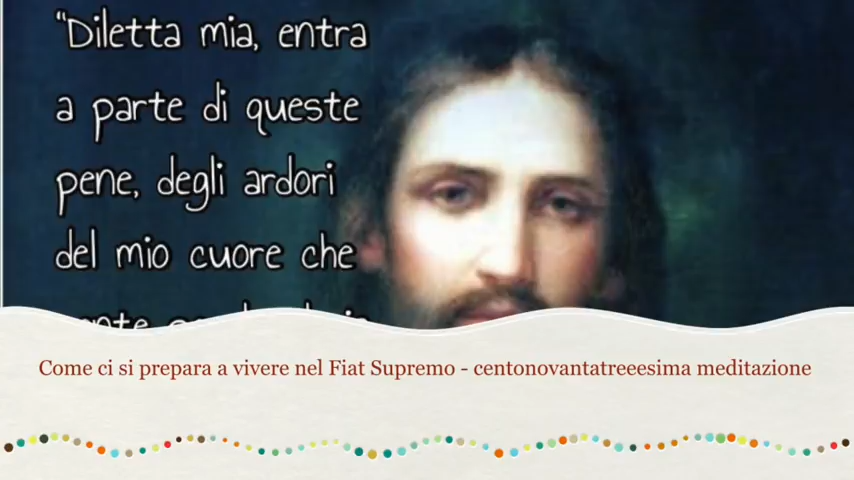 "Diletta mia, entra
a parte di queste
pene, degli ardori
del mio cuore che
Come ci si prepara a vivere nel Fiat Supremo - centonovantatreeesima meditazione